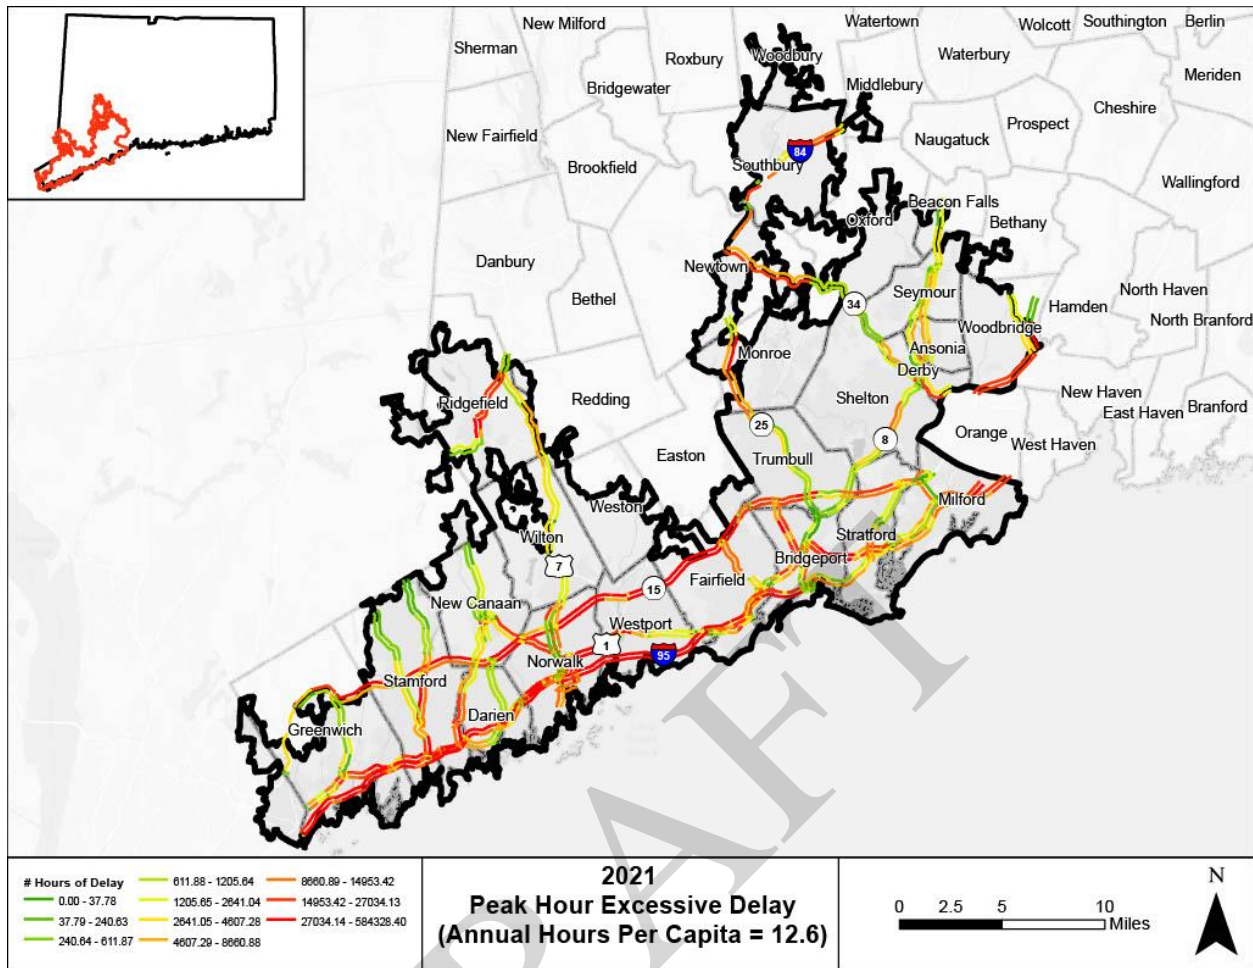 New Milford
Watertown
Wolcott
Southington
Berlin
Sherman
Roxbury
Woodbury
Waterbury
Bridgewater
Middlebury
Meriden
Cheshire
New Fairfield
Prospect
Brookfield
Naugatuck
84
Southbury
Wallingford
Beacon Falls
Oxford
Bethany
Danbury
Newtown
Bethel
Seymour
North Haven
Hamden
34
North Branford
Woodbridge
Monroe
Ansonia
Derby
New Haven
Ridgefield
Redding
Shelton
East Haven
Branford
25
Orange
8
West Haven
Easton
Trumbull
Milford
Weston
Stratford
Wilton
Bridgeport
7
Fairfield
15
New Canaan
Westport
1
95
Norwalk
Stamford
Darien
Greenwich
DRAFT
# Hours of Delay
0.00 - 37.78
37.79 - 240.63
240.64 - 611.87
611.88 - 1205.64
1205.65 - 2641.04
2641.05 - 4607.28
4607.29 - 8660.88
8660.89 - 14953.42
14953.42 - 27034.13
27034.14 - 584328.40
2021
Peak Hour Excessive Delay
(Annual Hours Per Capita = 12.6)
0 2.5 5 10
Miles
N